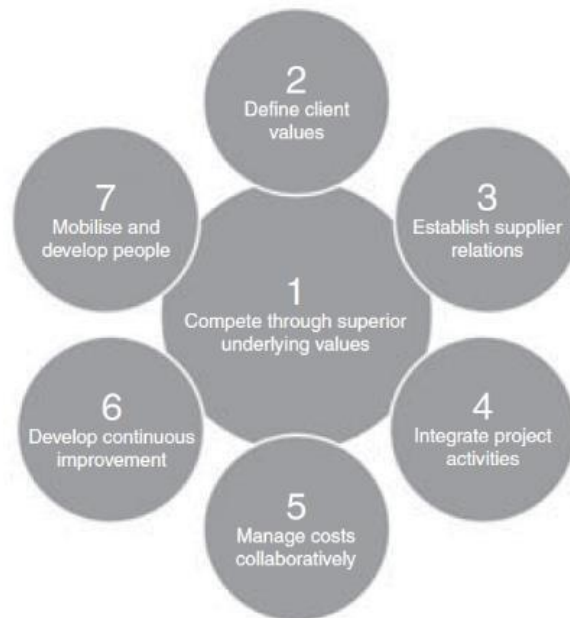 2
Define client
values
7
Mobilise and
develop people
3
Establish supplier
relations
1
Compete through superior
underlying values
6
Develop continuous
improvement
4
Integrate project
activities
5
Manage costs
collaboratively